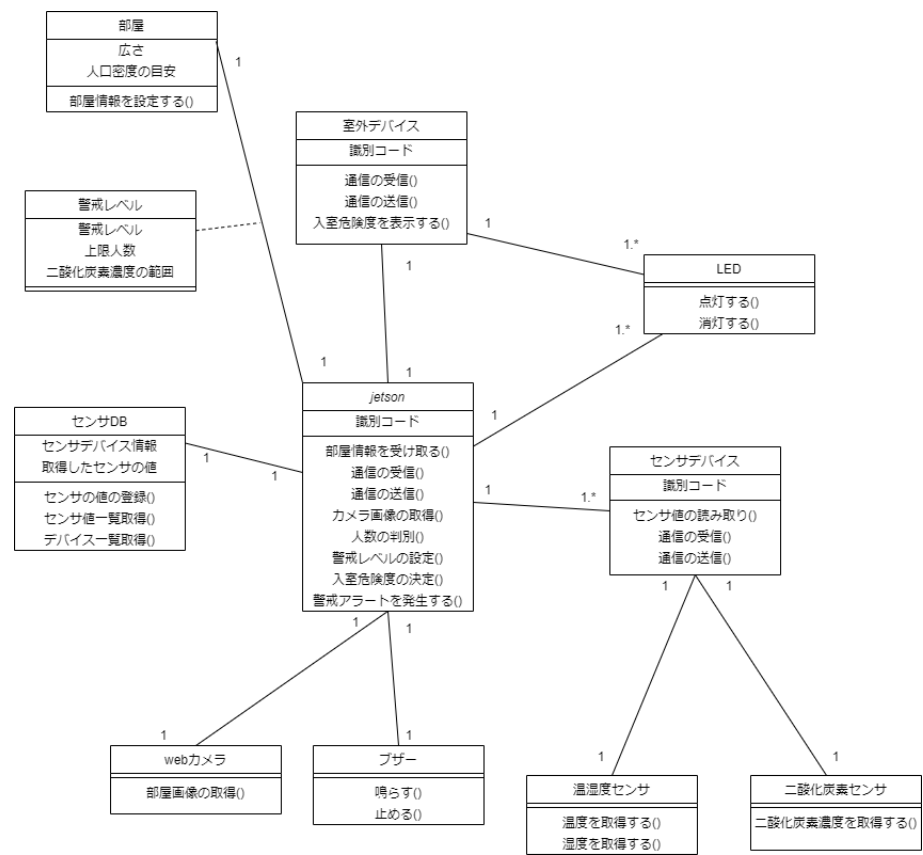 部屋
広さ
人口密度の目安
部屋情報を設定する()
1
室外デバイス
識別コード
通信の受信()
通信の送信()
入室危険度を表示する()
1
1.*
1
警戒レベル
警戒レベル
上限人数
二酸化炭素濃度の範囲
LED
点灯する()
消灯する()
1.*
1
1
1
jetson
識別コード
部屋情報を受け取る()
通信の受信()
通信の送信()
カメラ画像の取得()
人数の判別()
警戒レベルの設定()
入室危険度の決定()
警戒アラートを発生する()
センサDB
センサデバイス情報
取得したセンサの値
センサの値の登録()
センサ値一覧取得()
デバイス一覧取得()
1
1
1
1.*
センサデバイス
識別コード
センサ値の読み取り()
通信の受信()
通信の送信()
1
1
1
1
1
1
1
1
webカメラ
部屋画像の取得()
ブザー
鳴らす()
止める()
温湿度センサ
温度を取得する()
湿度を取得する()
二酸化炭素センサ
二酸化炭素濃度を取得する()